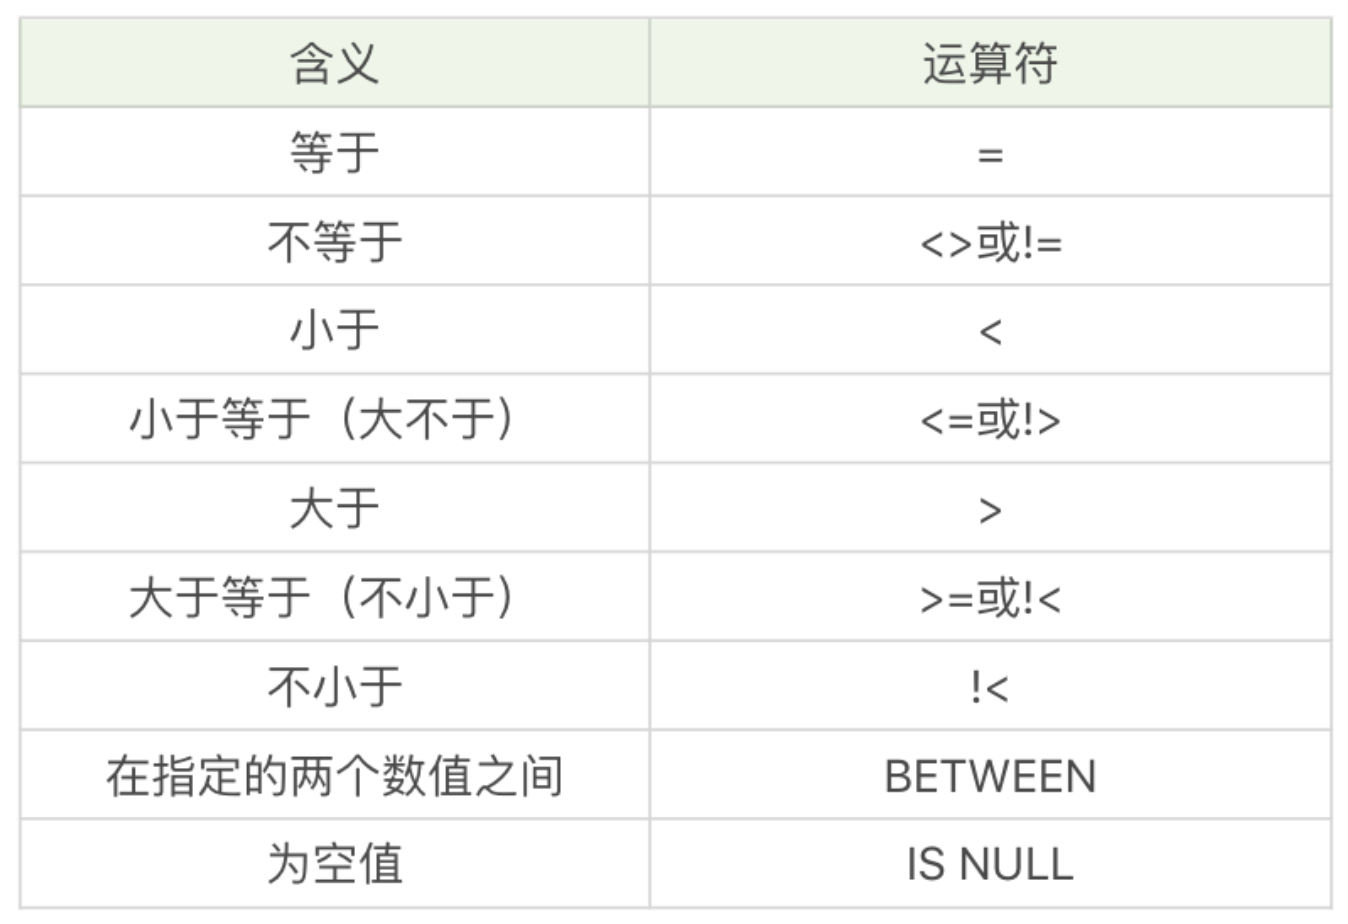 含义 运算符
等于 =
不等于 <>或!=
小于 <
小于等于（大不于） <=或!>
大于 >
大于等于（不小于） >=或!<
不小于 !<
在指定的两个数值之间 BETWEEN
为空值 IS NULL